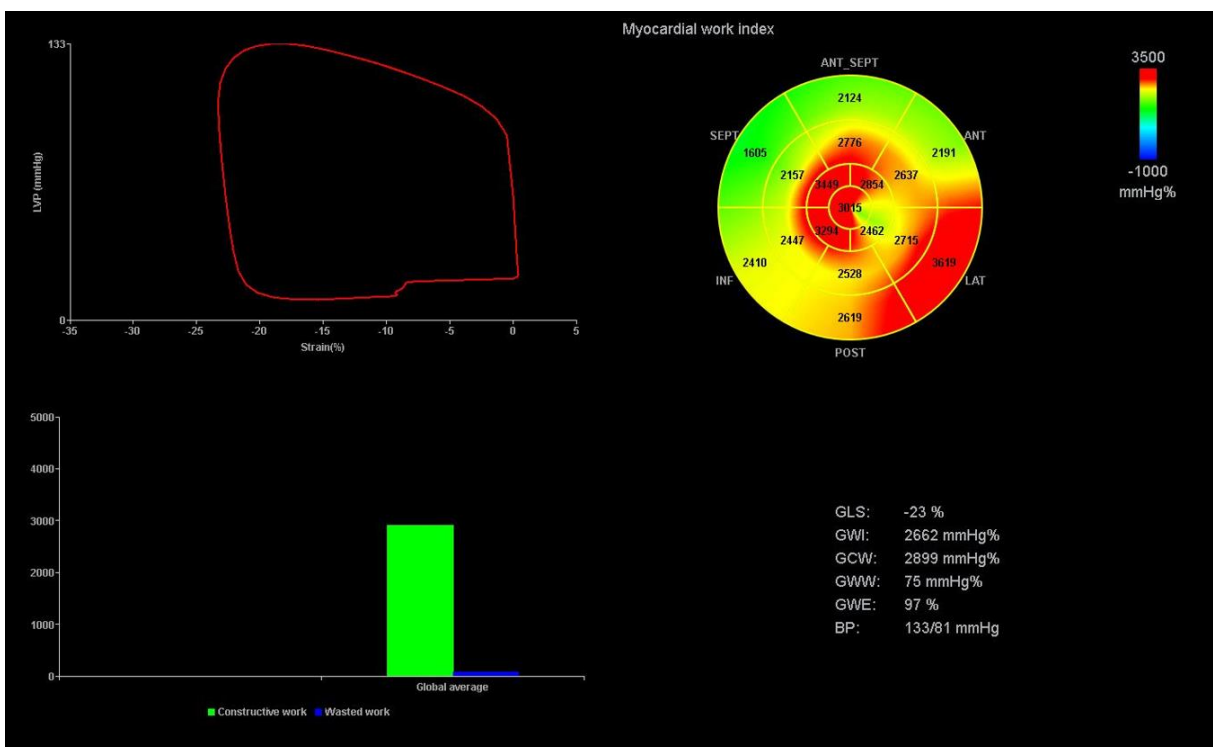 Myocardial work index
133
LVP (mmHg)
0
-35 -30 -25 -20 -15 -10 -5 0 5
Strain(%)
ANT_SEPT
SEPT
ANT
INF
LAT
POST
2124
1605
2191
2776
2157
2637
3449
2854
3015
3294
2462
2447
2715
2410
3619
2528
2619
3500
-1000
mmHg%
5000
4000
3000
2000
1000
0
Global average
Constructive work Wasted work
GLS: -23 %
GWI: 2662 mmHg%
GCW: 2899 mmHg%
GWW: 75 mmHg%
GWE: 97 %
BP: 133/81 mmHg